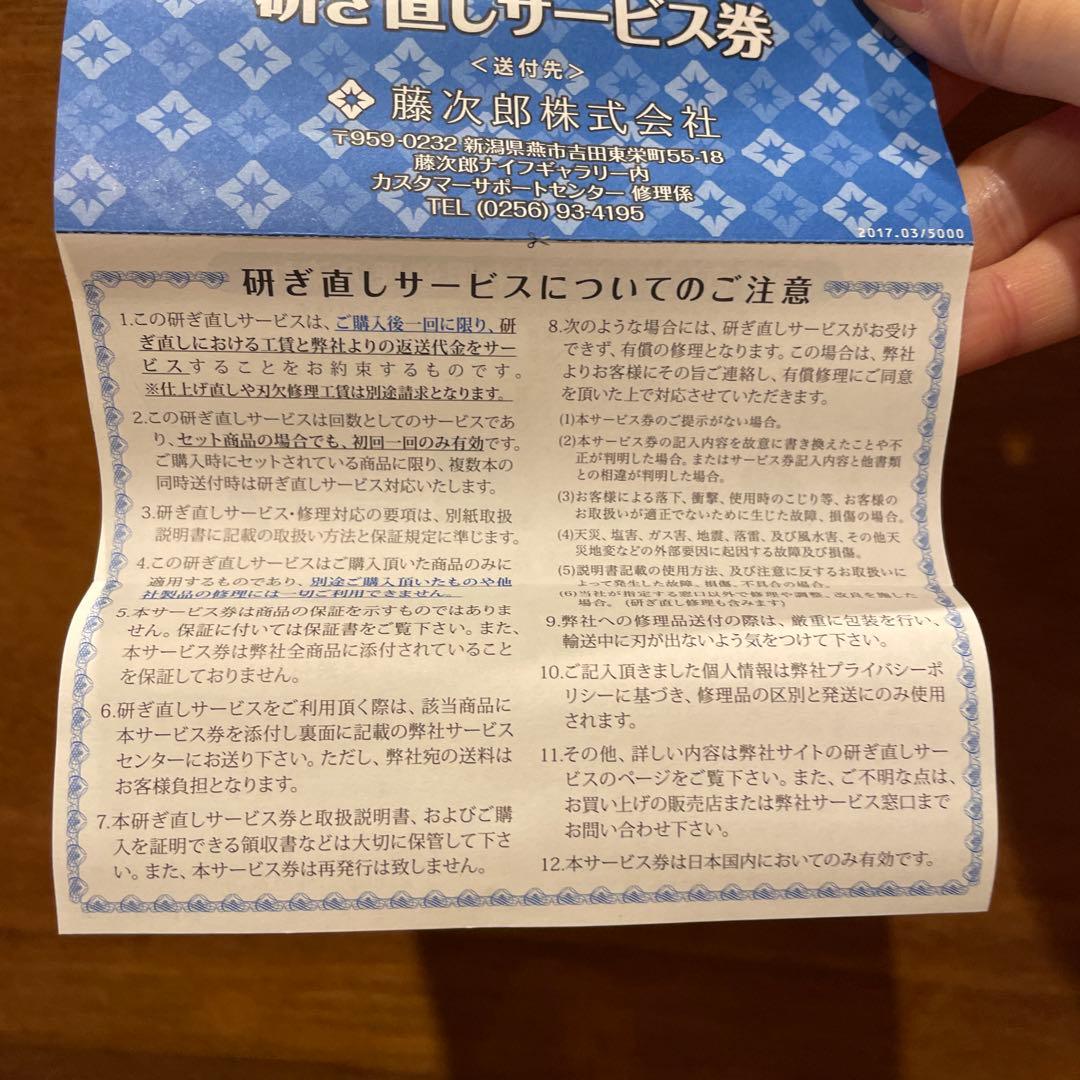 研ぎ直しサービス券
<送付先>
藤次郎株式会社
〒959-0232 新潟県燕市吉田東栄町55-18
藤次郎ナイフギャラリー内
カスタマーサポートセンター 修理係
TEL (0256) 93-4195
2017.03/5000
研ぎ直しサービスについてのご注意
1.この研ぎ直しサービスは、ご購入後一回に限り、研
ぎ直しにおける工賃と弊社よりの返送代金をサー
ビスすることをお約束するものです。
※仕上げ直しや刃欠修理工賃は別途請求となります。
2.この研ぎ直しサービスは回数としてのサービスであ
り、セット商品の場合でも、初回一回のみ有効です。
ご購入時にセットされている商品に限り、複数本の
同時送付時は研ぎ直しサービス対応いたします。
3.研ぎ直しサービス・修理対応の要項は、別紙取扱
説明書に記載の取扱い方法と保証規定に準じます。
4.この研ぎ直しサービスはご購入頂いた商品のみに
適用するものであり、別途ご購入頂いたものや他
社製品の修理には一切ご利用できません。
5.本サービス券は商品の保証を示すものではありま
せん。保証に付いては保証書をご覧下さい。また、
本サービス券は弊社全商品に添付されていること
を保証しておりません。
6.研ぎ直しサービスをご利用頂く際は、該当商品に
本サービス券を添付し裏面に記載の弊社サービス
センターにお送り下さい。ただし、弊社宛の送料は
お客様負担となります。
7.本研ぎ直しサービス券と取扱説明書、およびご購
入を証明できる領収書などは大切に保管して下さ
い。また、本サービス券は再発行は致しません。
8.次のような場合には、研ぎ直しサービスがお受け
できず、有償の修理となります。この場合は、弊社
よりお客様にその旨ご連絡し、有償修理にご同意
を頂いた上で対応させていただきます。
(1)本サービス券のご提示がない場合。
(2)本サービス券の記入内容を故意に書き換えたことや不
正が判明した場合。またはサービス券記入内容と他書類
との相違が判明した場合。
(3)お客様による落下、衝撃、使用時のこじり等、お客様の
お取扱いが適正でないために生じた故障、損傷の場合。
(4)天災、塩害、ガス害、地震、落雷、及び風水害、その他天
災地変などの外部要因に起因する故障及び損傷。
(5)説明書記載の使用方法、及び注意に反するお取扱いに
よって発生した故障、損傷、不具合の場合。
(6)当社が指定する窓口以外で修理や調整、改良を施した
場合。(研ぎ直し修理も含みます)
9.弊社への修理品送付の際は、厳重に包装を行い、
輸送中に刃が出ないよう気をつけて下さい。
10.ご記入頂きました個人情報は弊社プライバシーポ
リシーに基づき、修理品の区別と発送にのみ使用
されます。
11.その他、詳しい内容は弊社サイトの研ぎ直しサー
ビスのページをご覧下さい。また、ご不明な点は、
お買い上げの販売店または弊社サービス窓口まで
お問い合わせ下さい。
12.本サービス券は日本国内においてのみ有効です。